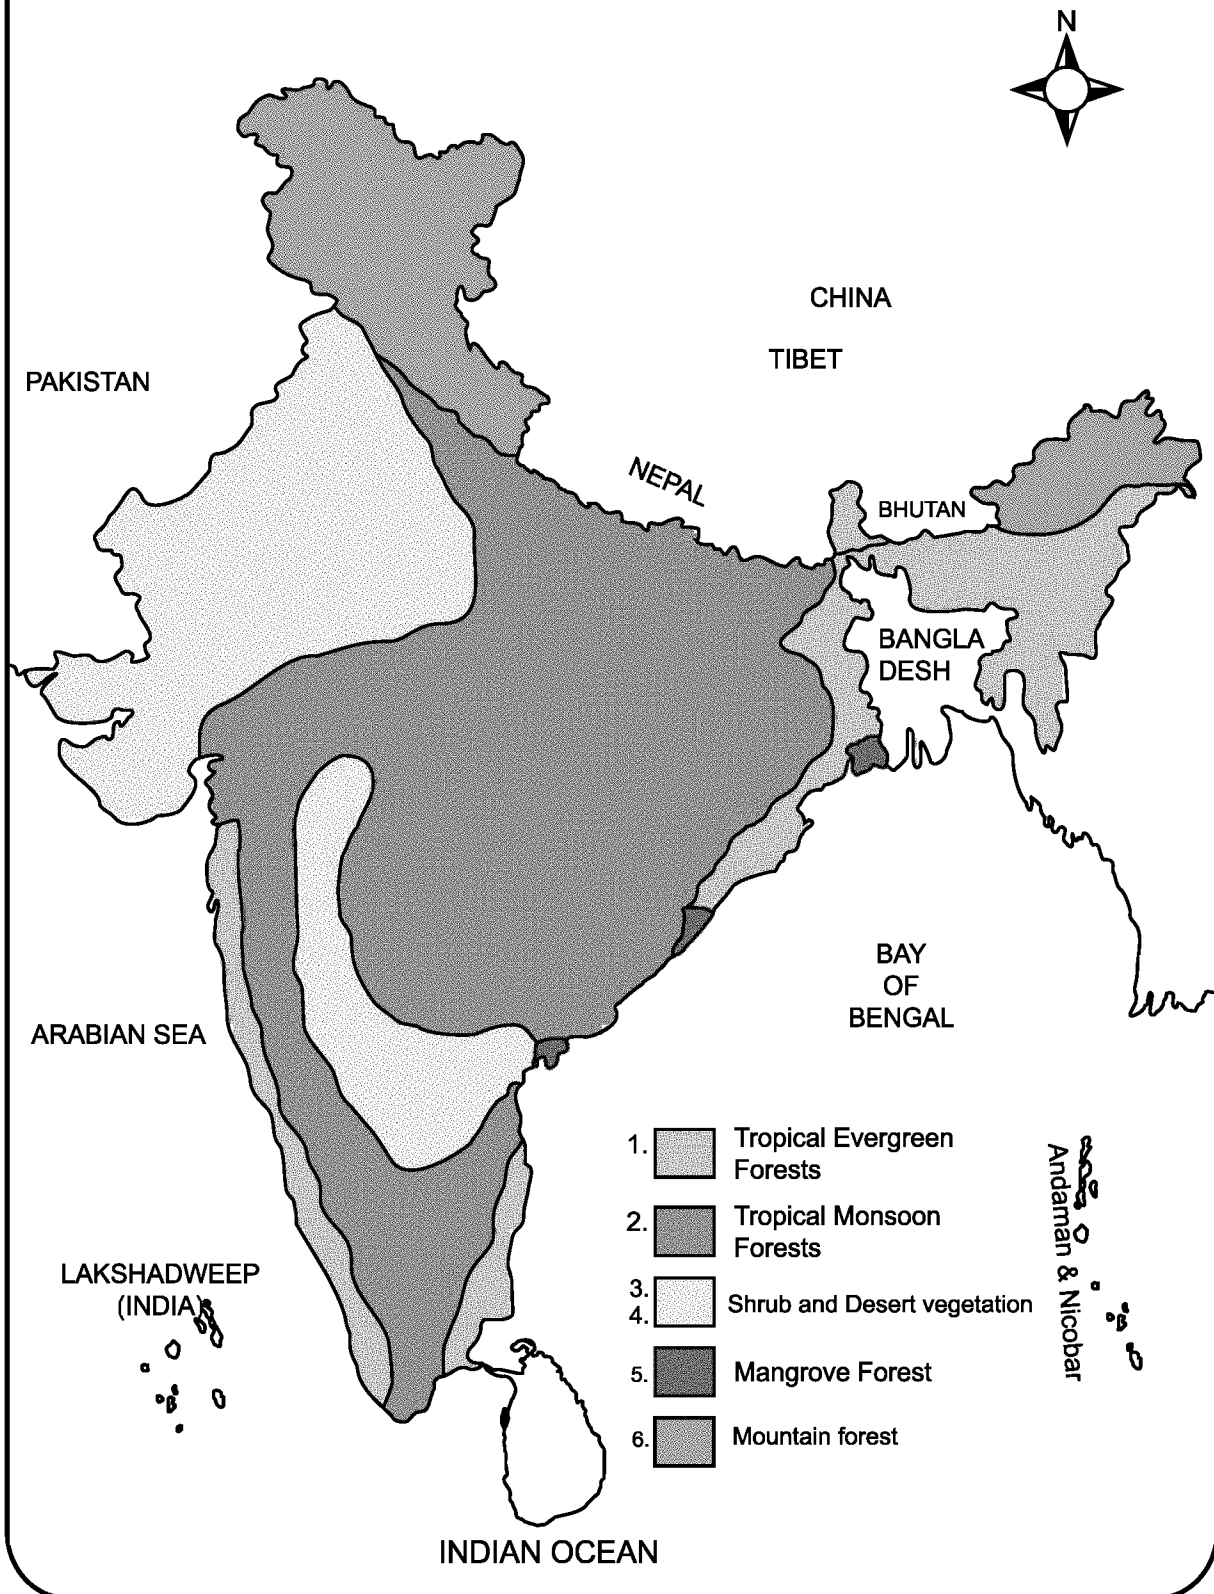 N
CHINA
TIBET
PAKISTAN
NEPAL
BHUTAN
BANGLA
DESH
BAY
OF
BENGAL
ARABIAN SEA
1. Tropical Evergreen
Forests
2. Tropical Monsoon
Forests
3.
4. Shrub and Desert vegetation
5. Mangrove Forest
6. Mountain forest
Andaman & Nicobar
LAKSHADWEEP
(INDIA)
INDIAN OCEAN